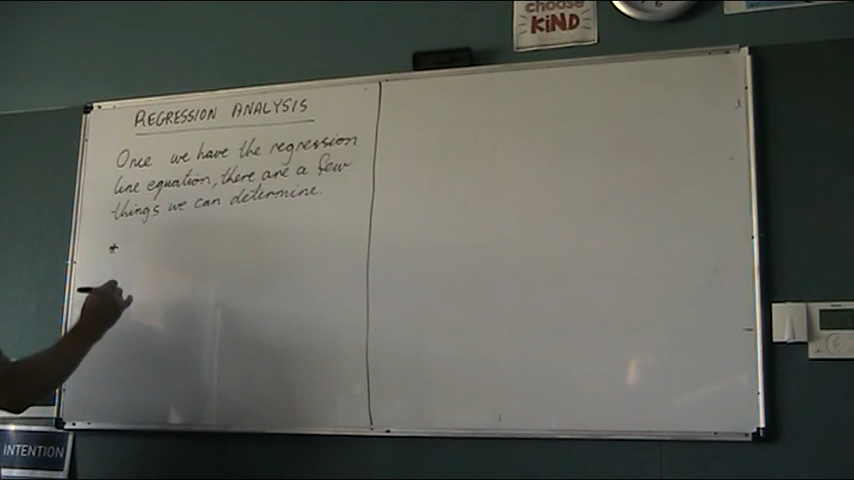 choose
KIND
6
REGRESSION ANALYSIS
Once we have the regression
line equation, there are a few
things we can determine.
*
INTENTION